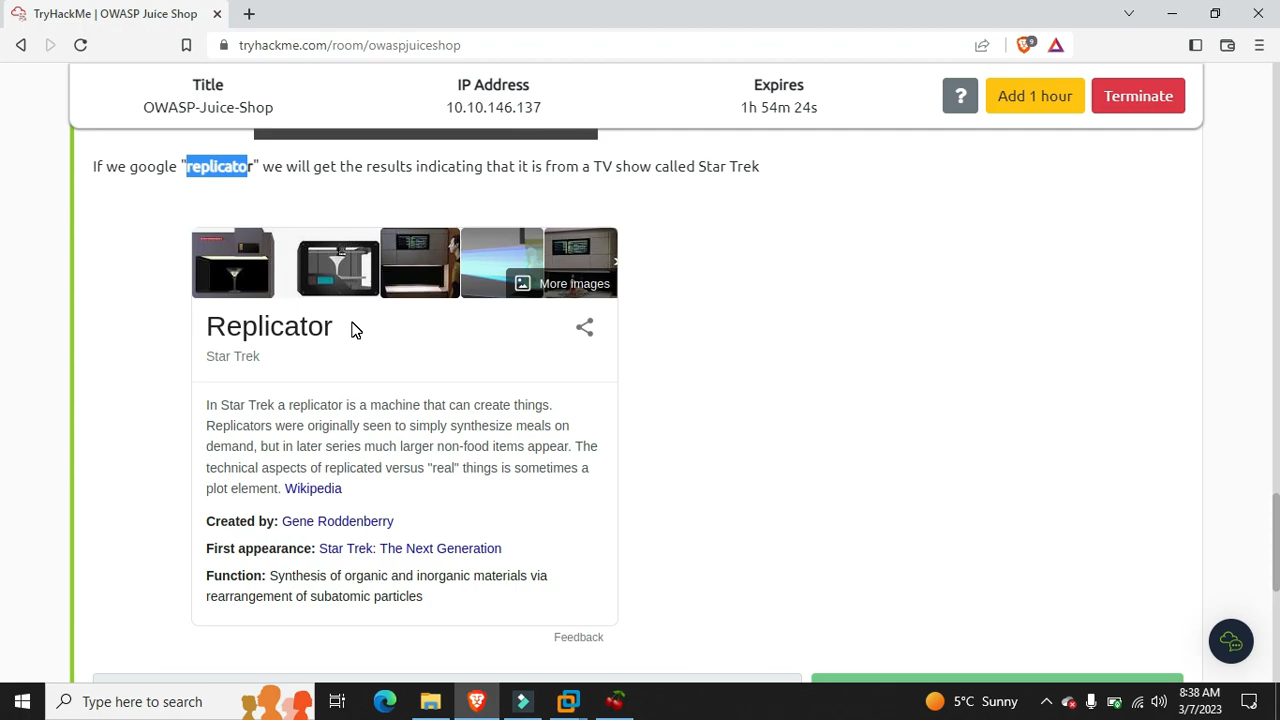 TryHackMe | OWASP Juice Shop
tryhackme.com/room/owaspjuiceshop
9
Title
IP Address
Expires
OWASP-Juice-Shop
10.10.146.137
1h 54m 24s
?
Add 1 hour
Terminate
If we google "replicator" we will get the results indicating that it is from a TV show called Star Trek
More images
Replicator
Star Trek
In Star Trek a replicator is a machine that can create things.
Replicators were originally seen to simply synthesize meals on
demand, but in later series much larger non-food items appear. The
technical aspects of replicated versus "real" things is sometimes a
plot element. Wikipedia
Created by: Gene Roddenberry
First appearance: Star Trek: The Next Generation
Function: Synthesis of organic and inorganic materials via
rearrangement of subatomic particles
Feedback
Type here to search
5°C Sunny
8:38 AM
3/7/2023